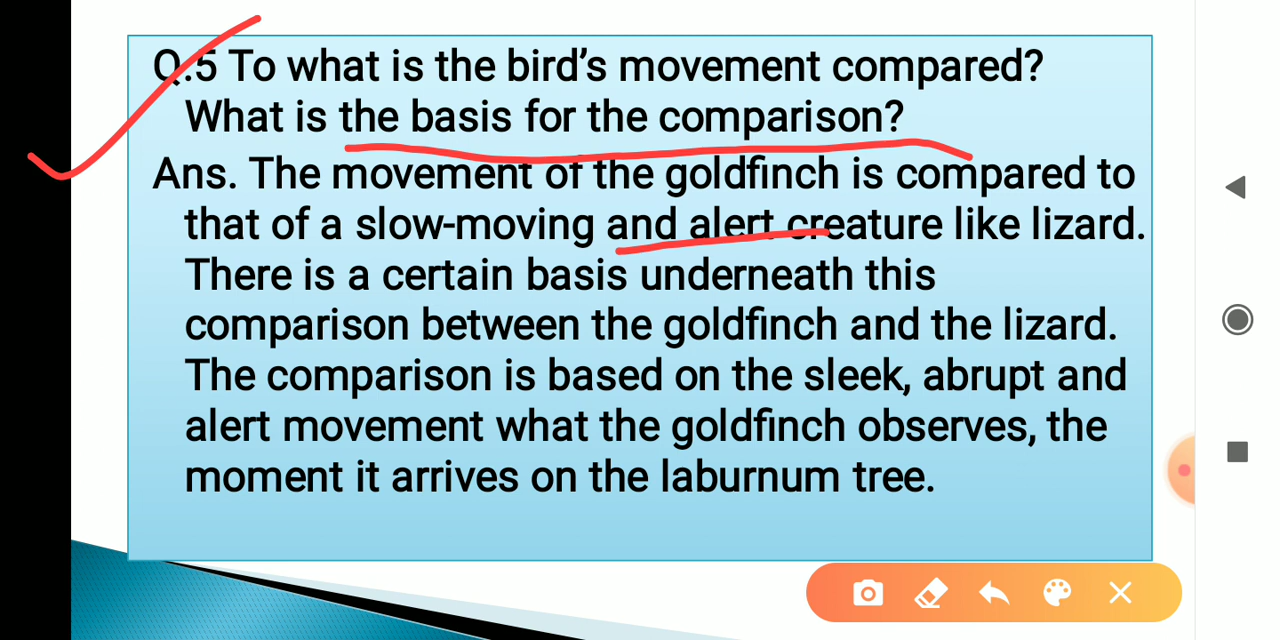 Q.5 To what is the bird’s movement compared?
What is the basis for the comparison?
Ans. The movement of the goldfinch is compared to
that of a slow-moving and alert creature like lizard.
There is a certain basis underneath this
comparison between the goldfinch and the lizard.
The comparison is based on the sleek, abrupt and
alert movement what the goldfinch observes, the
moment it arrives on the laburnum tree.